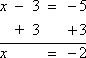 x − 3 = −5
+ 3 +3
x = −2